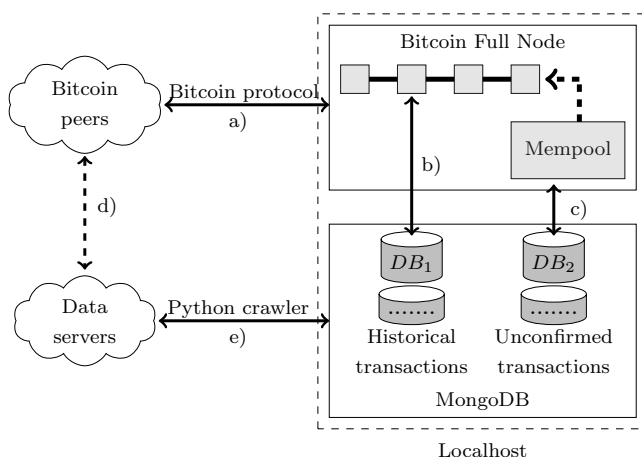 Bitcoin Full Node
Bitcoin
peers
Bitcoin protocol
a)
Mempool
b)
c)
d)
DB1
DB2
Data
servers
Python crawler
e)
.......
.......
Historical
transactions
Unconfirmed
transactions
MongoDB
Localhost